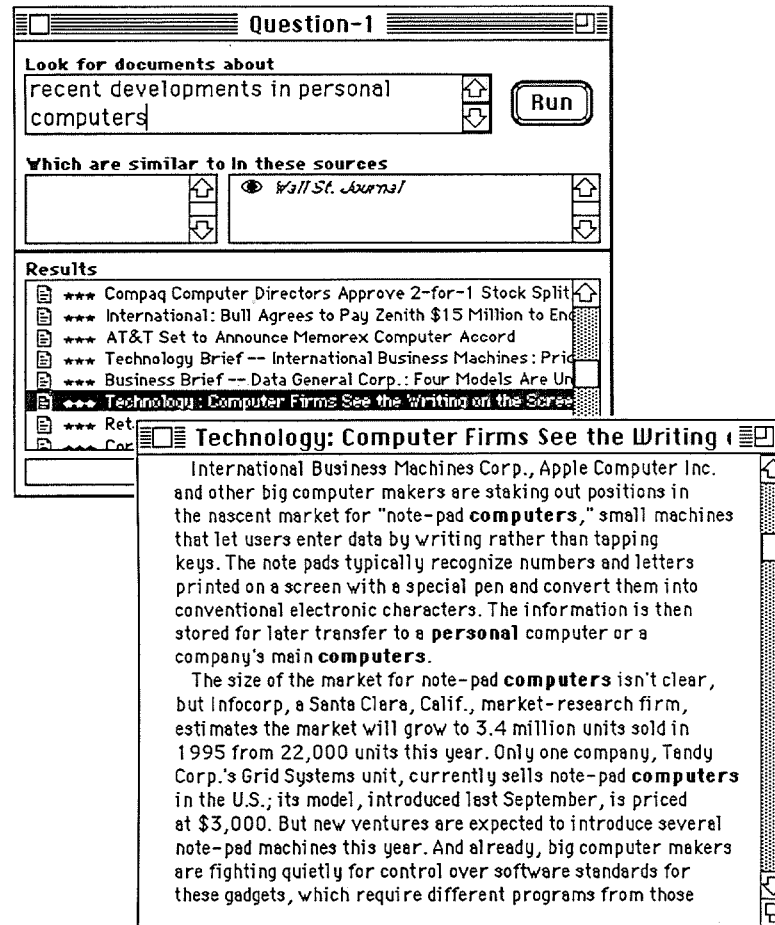 Question-1
Look for documents about
recent developments in personal
computers
Run
Which are similar to In these sources
Wall St. Journal
Results
*** Compaq Computer Directors Approve 2-for-1 Stock Split
*** International: Bull Agrees to Pay Zenith $15 Million to End
*** AT&T Set to Announce Memorex Computer Accord
*** Technology Brief -- International Business Machines: Pric
*** Business Brief -- Data General Corp.: Four Models Are Un
*** Technology: Computer Firms See the Writing on the Scree
*** Ret
*** Cor
Technology: Computer Firms See the Writing
International Business Machines Corp., Apple Computer Inc.
and other big computer makers are staking out positions in
the nascent market for "note-pad computers," small machines
that let users enter data by writing rather than tapping
keys. The note pads typically recognize numbers and letters
printed on a screen with a special pen and convert them into
conventional electronic characters. The information is then
stored for later transfer to a personal computer or a
company's main computers.
The size of the market for note-pad computers isn't clear,
but Infocorp, a Santa Clara, Calif., market-research firm,
estimates the market will grow to 3.4 million units sold in
1995 from 22,000 units this year. Only one company, Tandy
Corp.'s Grid Systems unit, currently sells note-pad computers
in the U.S.; its model, introduced last September, is priced
at $3,000. But new ventures are expected to introduce several
note-pad machines this year. And already, big computer makers
are fighting quietly for control over software standards for
these gadgets, which require different programs from those